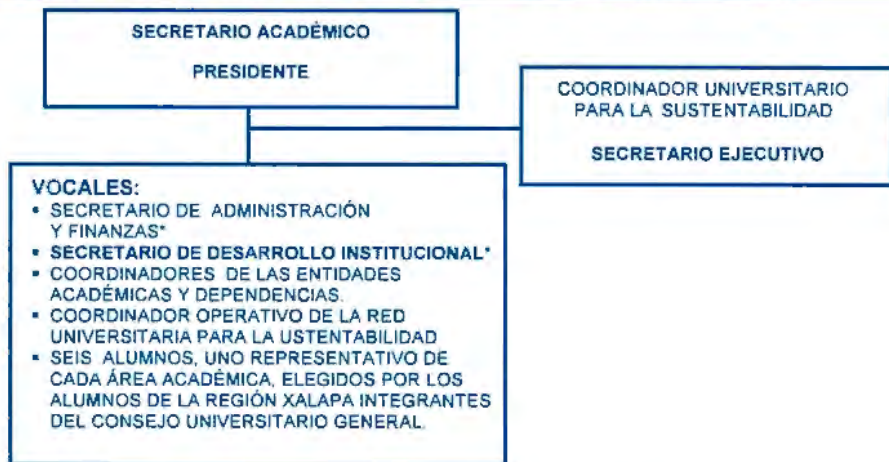 SECRETARIO ACADÉMICO
PRESIDENTE
COORDINADOR UNIVERSITARIO
PARA LA SUSTENTABILIDAD
SECRETARIO EJECUTIVO
VOCALES:
▪ SECRETARIO DE ADMINISTRACIÓN
Y FINANZAS*
▪ SECRETARIO DE DESARROLLO INSTITUCIONAL*
▪ COORDINADORES DE LAS ENTIDADES
ACADÉMICAS Y DEPENDENCIAS.
▪ COORDINADOR OPERATIVO DE LA RED
UNIVERSITARIA PARA LA USTENTABILIDAD
▪ SEIS ALUMNOS, UNO REPRESENTATIVO DE
CADA ÁREA ACADÉMICA, ELEGIDOS POR LOS
ALUMNOS DE LA REGIÓN XALAPA INTEGRANTES
DEL CONSEJO UNIVERSITARIO GENERAL.